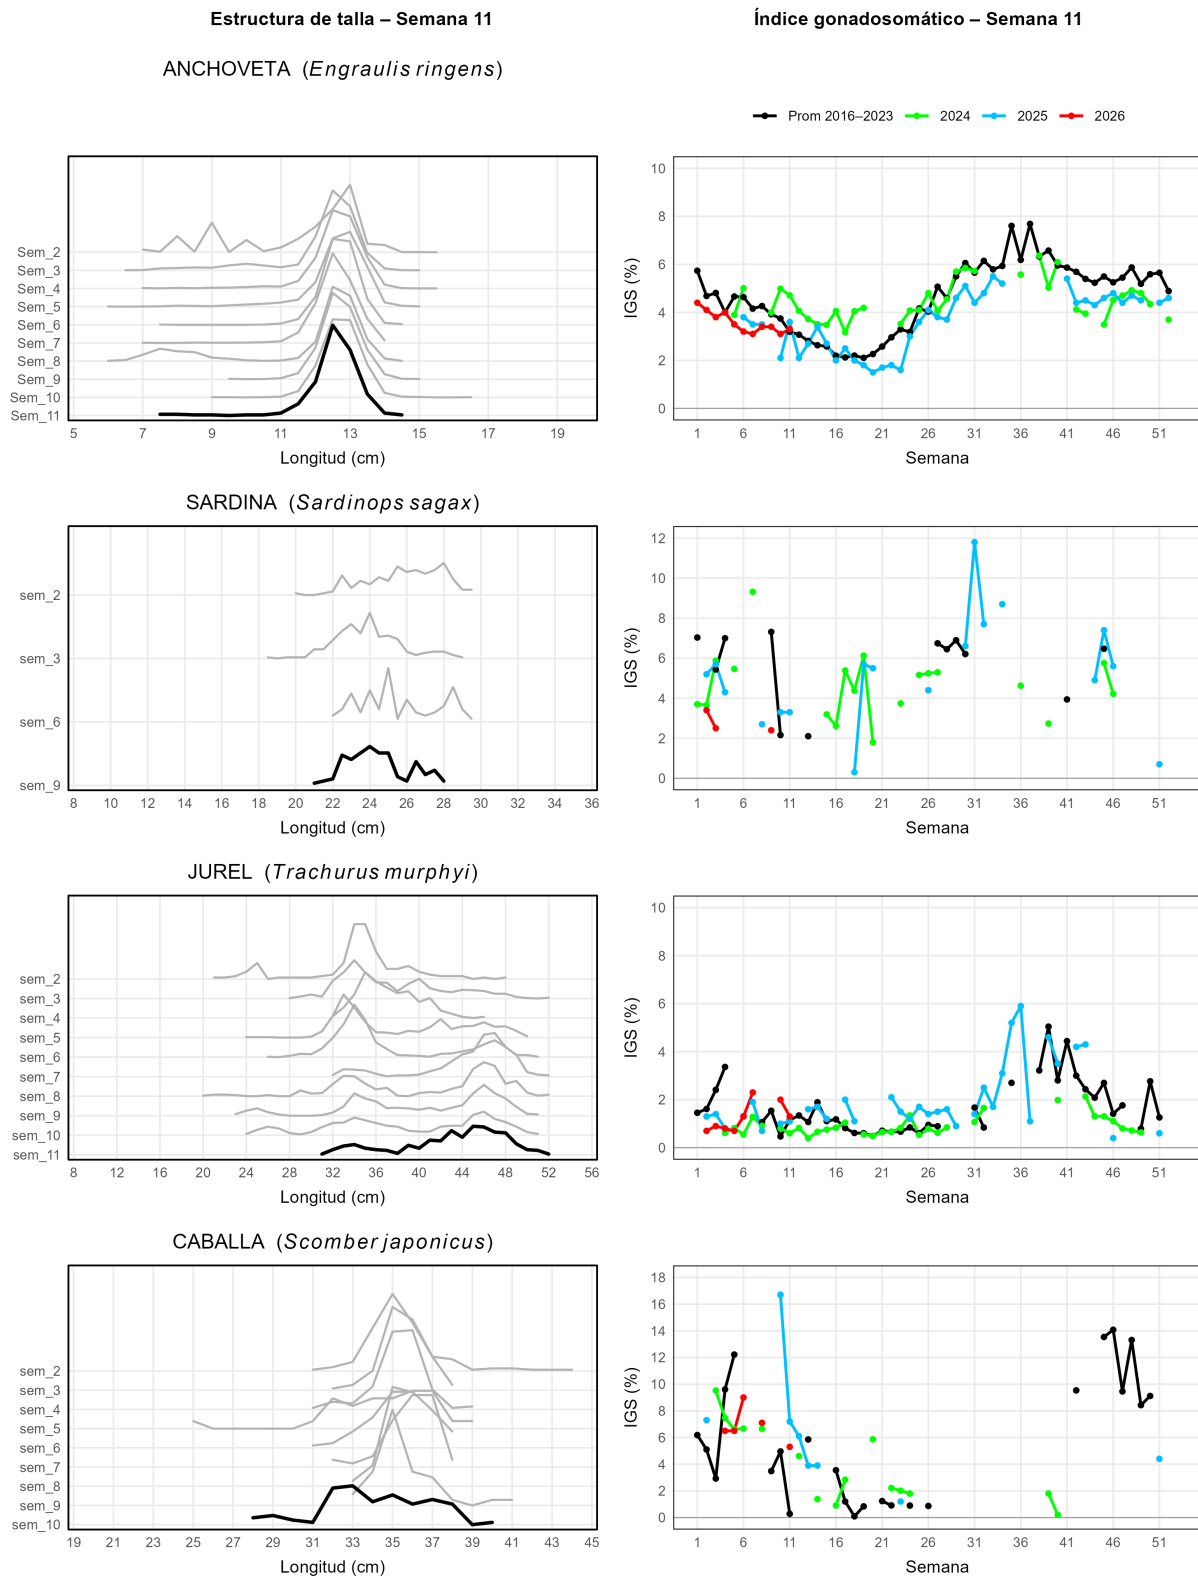 Estructura de talla – Semana 11
Índice gonadosomático – Semana 11
ANCHOVETA (Engraulis ringens)
Prom 2016–2023 2024 2025 2026
Sem_2
Sem_3
Sem_4
Sem_5
Sem_6
Sem_7
Sem_8
Sem_9
Sem_10
Sem_11
5 7 9 11 13 15 17 19
Longitud (cm)
IGS (%)
10
8
6
4
2
0
1 6 11 16 21 26 31 36 41 46 51
Semana
SARDINA (Sardinops sagax)
sem_2
sem_3
sem_6
sem_9
8 10 12 14 16 18 20 22 24 26 28 30 32 34 36
Longitud (cm)
IGS (%)
12
10
8
6
4
2
0
1 6 11 16 21 26 31 36 41 46 51
Semana
JUREL (Trachurus murphyi)
sem_2
sem_3
sem_4
sem_5
sem_6
sem_7
sem_8
sem_9
sem_10
sem_11
8 12 16 20 24 28 32 36 40 44 48 52 56
Longitud (cm)
IGS (%)
10
8
6
4
2
0
1 6 11 16 21 26 31 36 41 46 51
Semana
CABALLA (Scomber japonicus)
sem_2
sem_3
sem_4
sem_5
sem_6
sem_7
sem_8
sem_9
sem_10
19 21 23 25 27 29 31 33 35 37 39 41 43 45
Longitud (cm)
IGS (%)
18
16
14
12
10
8
6
4
2
0
1 6 11 16 21 26 31 36 41 46 51
Semana